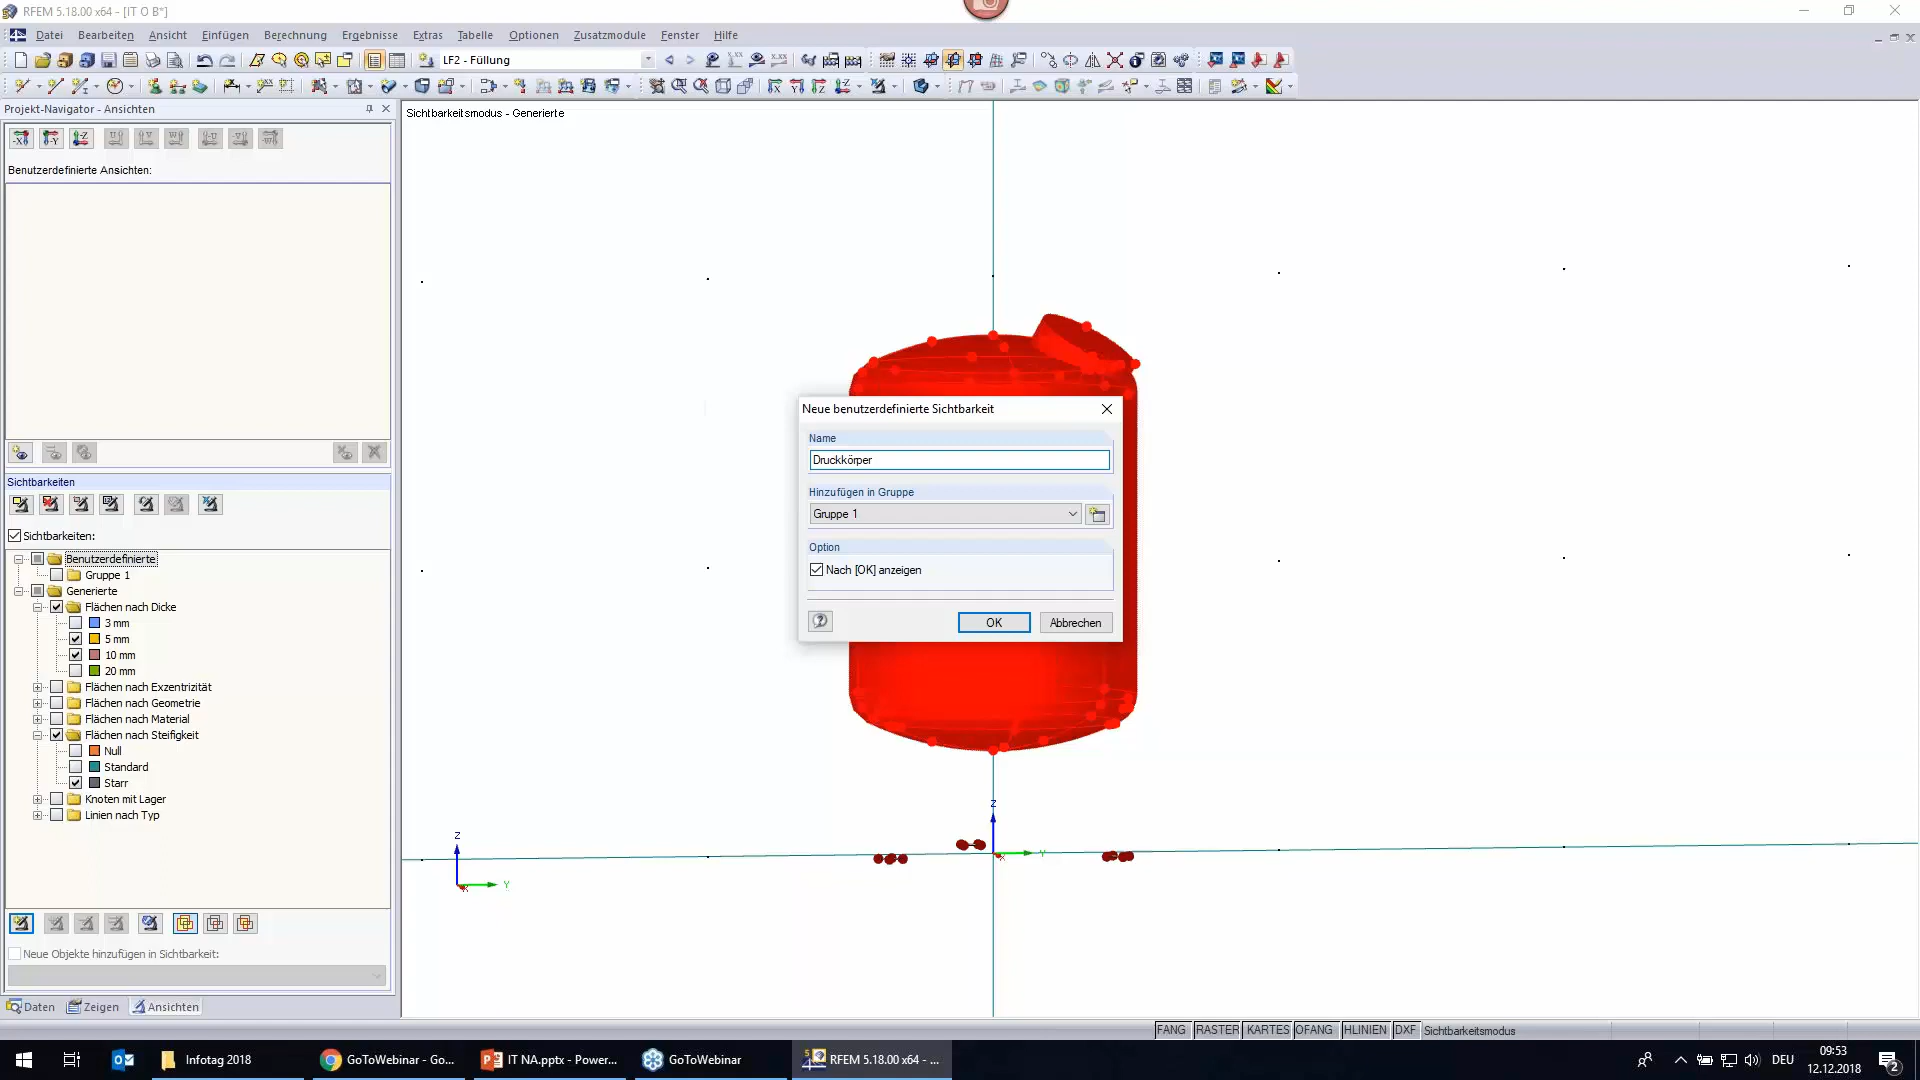 RFEM 5.18.00 x64 - [IT O B*]
Datei Bearbeiten Ansicht Einfügen Berechnung Ergebnisse Extras Tabelle Optionen Zusatzmodule Fenster Hilfe
LF2 - Füllung
Projekt-Navigator - Ansichten
Benutzerdefinierte Ansichten:
Sichtbarkeiten
Sichtbarkeiten:
Benutzerdefinierte
Gruppe 1
Generierte
Flächen nach Dicke
3 mm
5 mm
10 mm
20 mm
Flächen nach Exzentrizität
Flächen nach Geometrie
Flächen nach Material
Flächen nach Steifigkeit
Null
Standard
Starr
Knoten mit Lager
Linien nach Typ
Neue Objekte hinzufügen in Sichtbarkeit:
Daten Zeigen Ansichten
Sichtbarkeitsmodus - Generierte
Neue benutzerdefinierte Sichtbarkeit
Name
Druckkörper
Hinzufügen in Gruppe
Gruppe 1
Option
Nach [OK] anzeigen
OK Abbrechen
Z
Y
X
Z
Y
X
FANG RASTER KARTES OFANG HLINIEN DXF Sichtbarkeitsmodus
Infotag 2018
GoToWebinar - Go...
IT NA.pptx - Power...
GoToWebinar
RFEM 5.18.00 x64 - ...
DEU
09:53
12.12.2018
2